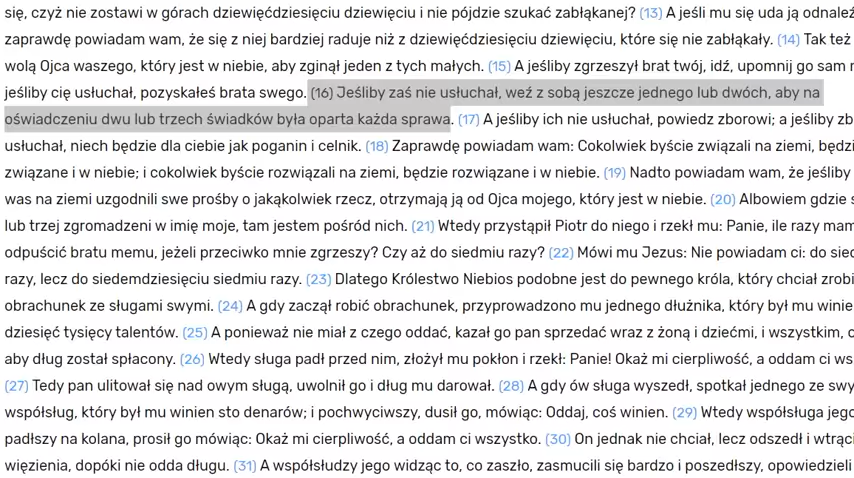 się, czyż nie zostawi w górach dziewięćdziesięciu dziewięciu i nie pójdzie szukać zabłąkanej? (13) A jeśli mu się uda ją odnaleź
zaprawdę powiadam wam, że się z niej bardziej raduje niż z dziewięćdziesięciu dziewięciu, które się nie zabłąkały. (14) Tak też
wolą Ojca waszego, który jest w niebie, aby zginął jeden z tych małych. (15) A jeśliby zgrzeszył brat twój, idź, upomnij go sam
jeśliby cię usłuchał, pozyskałeś brata swego. (16) Jeśliby zaś nie usłuchał, weź z sobą jeszcze jednego lub dwóch, aby na
oświadczeniu dwu lub trzech świadków była oparta każda sprawa. (17) A jeśliby ich nie usłuchał, powiedz zborowi; a jeśliby zb
usłuchał, niech będzie dla ciebie jak poganin i celnik. (18) Zaprawdę powiadam wam: Cokolwiek byście związali na ziemi, będzi
związane i w niebie; i cokolwiek byście rozwiązali na ziemi, będzie rozwiązane i w niebie. (19) Nadto powiadam wam, że jeśliby
was na ziemi uzgodnili swe prośby o jakąkolwiek rzecz, otrzymają ją od Ojca mojego, który jest w niebie. (20) Albowiem gdzie
lub trzej zgromadzeni w imię moje, tam jestem pośród nich. (21) Wtedy przystąpił Piotr do niego i rzekł mu: Panie, ile razy mam
odpuścić bratu memu, jeżeli przeciwko mnie zgrzeszy? Czy aż do siedmiu razy? (22) Mówi mu Jezus: Nie powiadam ci: do sied
razy, lecz do siedemdziesięciu siedmiu razy. (23) Dlatego Królestwo Niebios podobne jest do pewnego króla, który chciał zrobi
obrachunek ze sługami swymi. (24) A gdy zaczął robić obrachunek, przyprowadzono mu jednego dłużnika, który był mu winie
dziesięć tysięcy talentów. (25) A ponieważ nie miał z czego oddać, kazał go pan sprzedać wraz z żoną i dziećmi, i wszystkim, c
aby dług został spłacony. (26) Wtedy sługa padł przed nim, złożył mu pokłon i rzekł: Panie! Okaż mi cierpliwość, a oddam ci ws
(27) Tedy pan ulitował się nad owym sługą, uwolnił go i dług mu darował. (28) A gdy ów sługa wyszedł, spotkał jednego ze swy
współsług, który był mu winien sto denarów; i pochwyciwszy, dusił go, mówiąc: Oddaj, coś winien. (29) Wtedy współsługa jego
padłszy na kolana, prosił go mówiąc: Okaż mi cierpliwość, a oddam ci wszystko. (30) On jednak nie chciał, lecz odszedł i wtrąci
więzienia, dopóki nie odda długu. (31) A współsłudzy jego widząc to, co zaszło, zasmucili się bardzo i poszedłszy, opowiedzieli